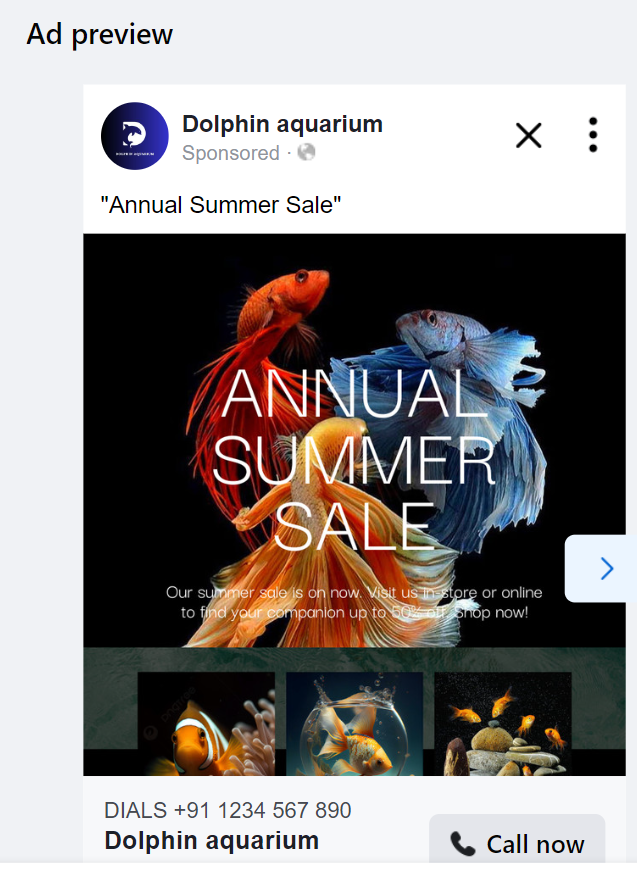 Ad preview
Dolphin aquarium
Sponsored ·
"Annual Summer Sale"
ANNUAL
SUMMER
SALE
Our summer sale is on now. Visit us in-store or online
to find your companion up to 50% off. Shop now!
DIALS +91 1234 567 890
Dolphin aquarium
Call now